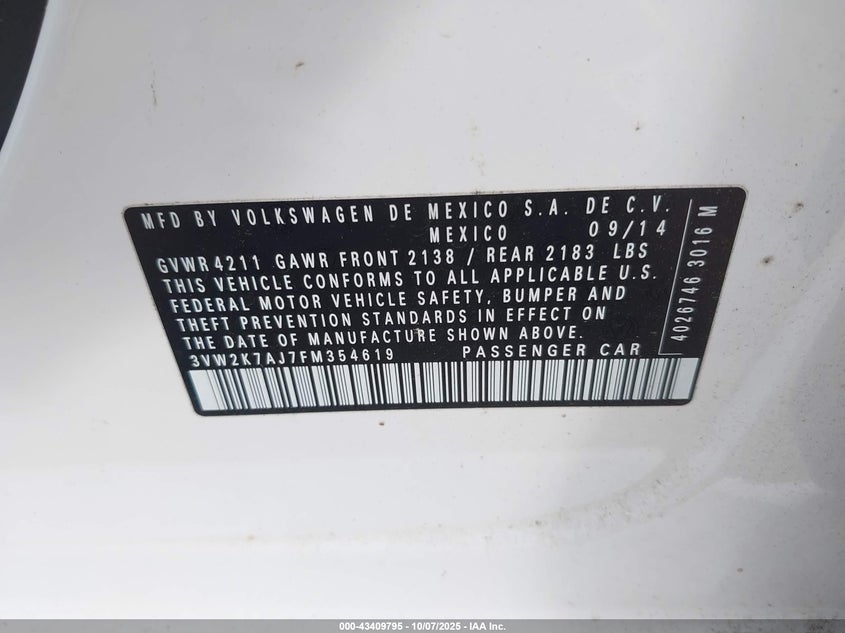 MFD BY VOLKSWAGEN DE MEXICO S.A. DE C.V.
MEXICO 09/14
GVWR 4211 GAWR FRONT 2138 / REAR 2183 LBS
THIS VEHICLE CONFORMS TO ALL APPLICABLE U.S.
FEDERAL MOTOR VEHICLE SAFETY, BUMPER AND
THEFT PREVENTION STANDARDS IN EFFECT ON
THE DATE OF MANUFACTURE SHOWN ABOVE.
3VW2K7AJ7FM354619 PASSENGER CAR
4026746 3016 M
000-43409795 - 10/07/2025 - IAA Inc.